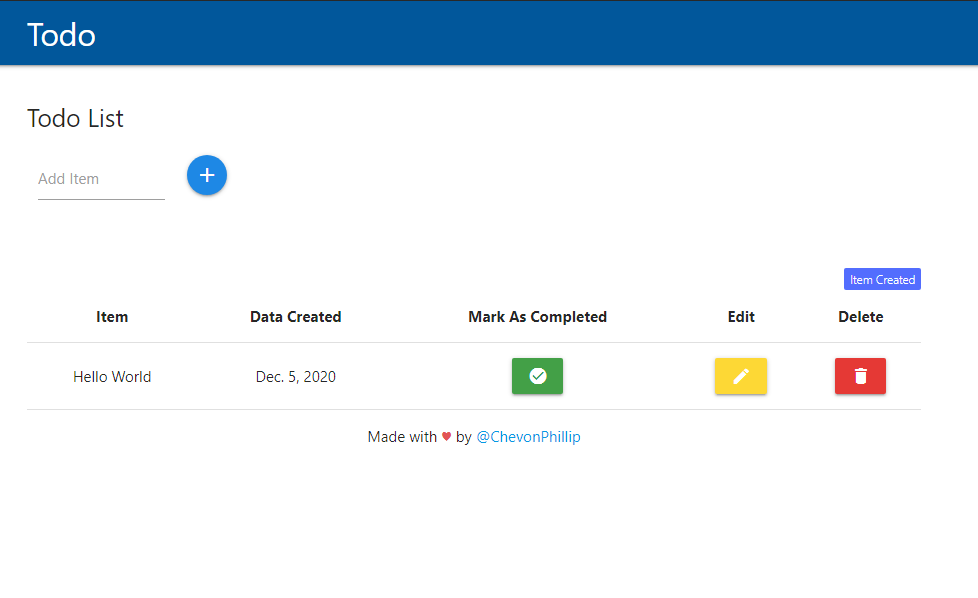 Todo
Todo List
Add Item
Item Created
Item Data Created Mark As Completed Edit Delete
Hello World Dec. 5, 2020
Made with ♥ by @ChevonPhillip